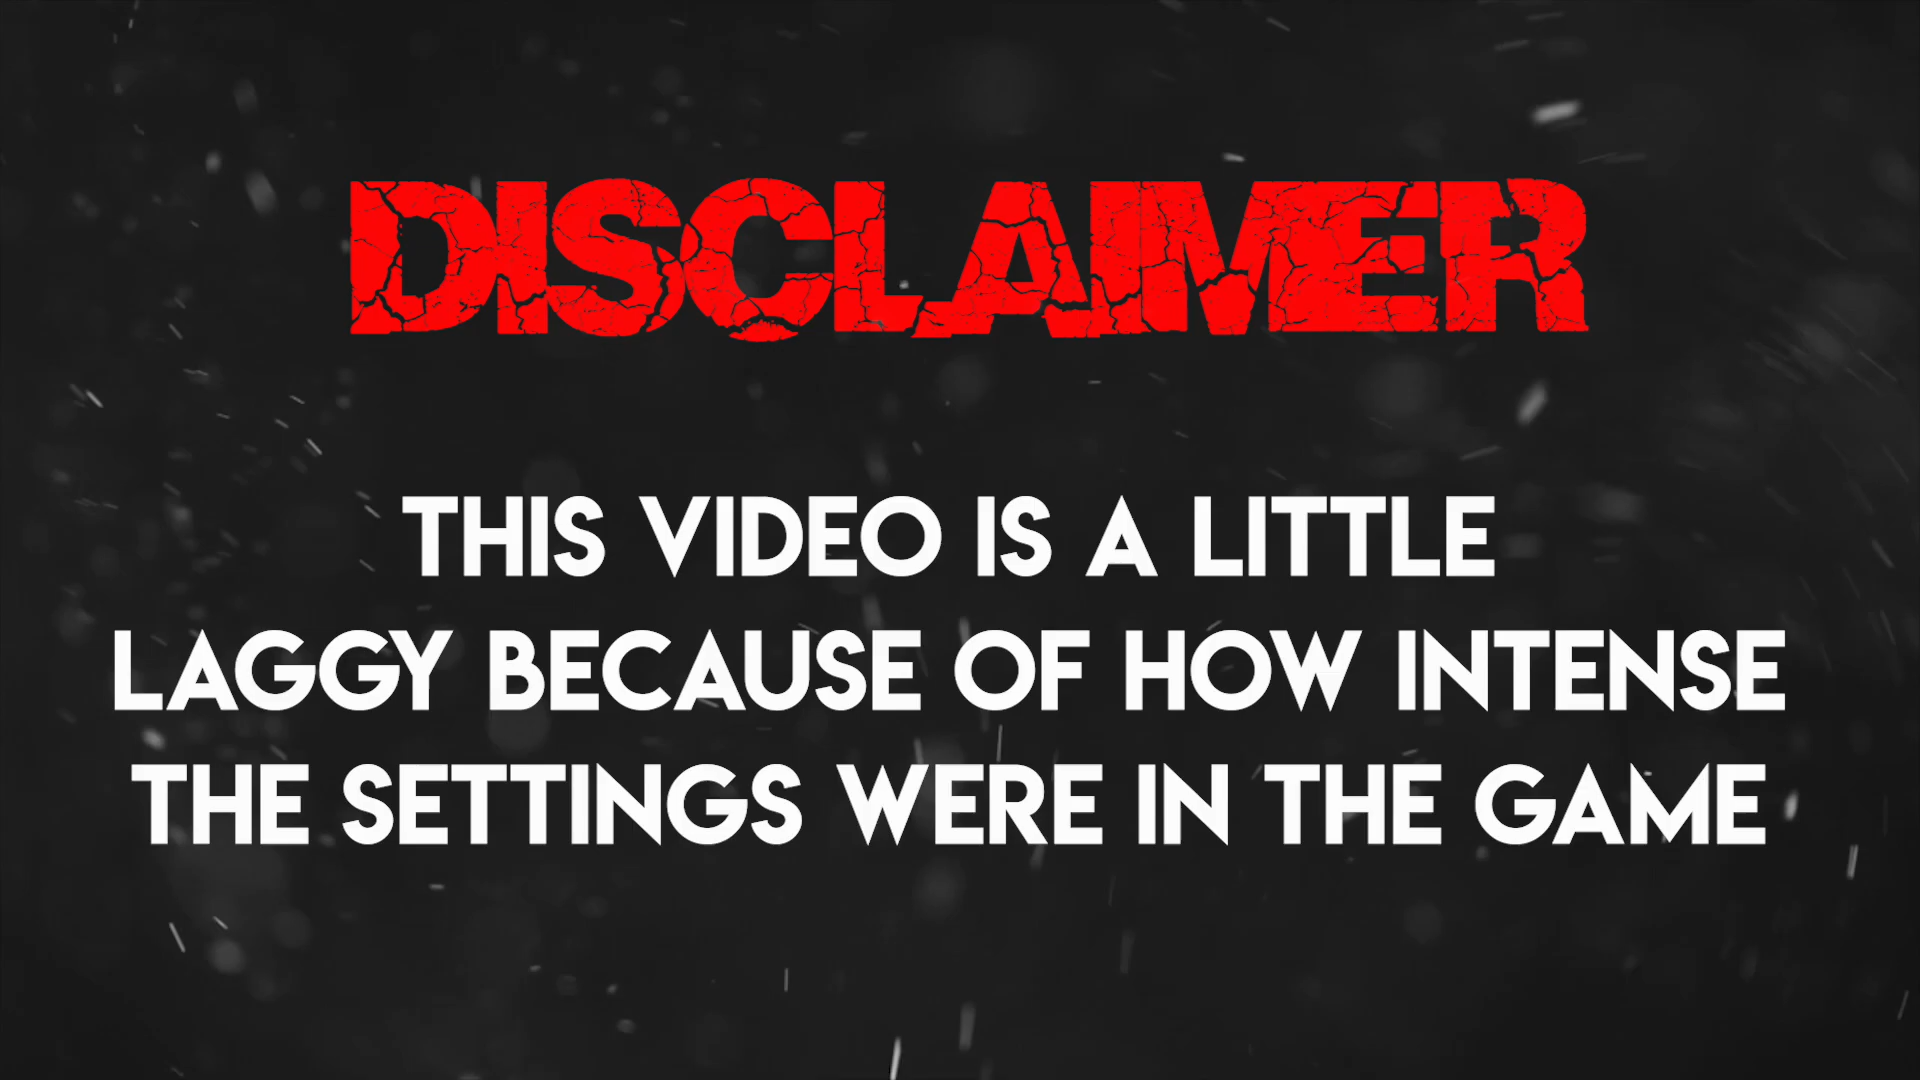 DISCLAIMER
THIS VIDEO IS A LITTLE
LAGGY BECAUSE OF HOW INTENSE
THE SETTINGS WERE IN THE GAME